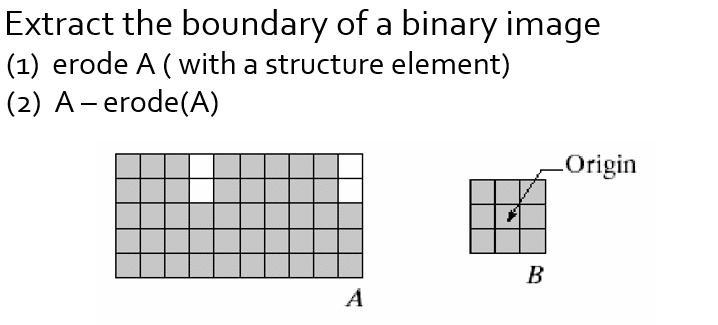 Extract the boundary of a binary image
(1) erode A ( with a structure element)
(2) A – erode(A)
Origin
B
A